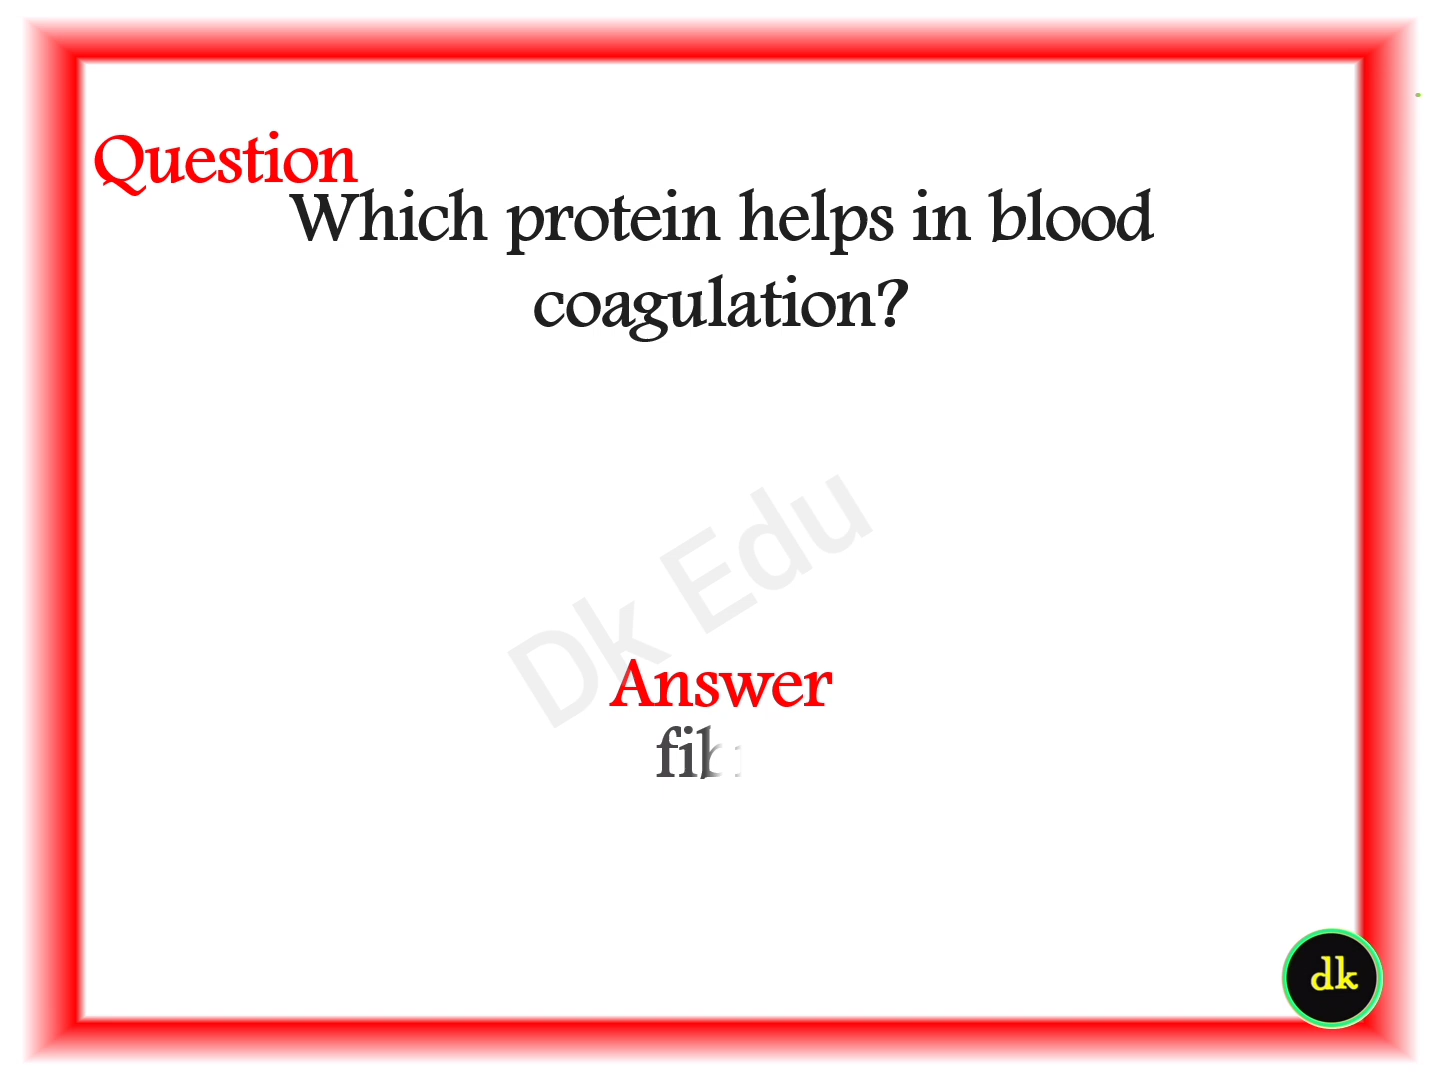 Question
Which protein helps in blood
coagulation?
Dk Edu
Answer
dk